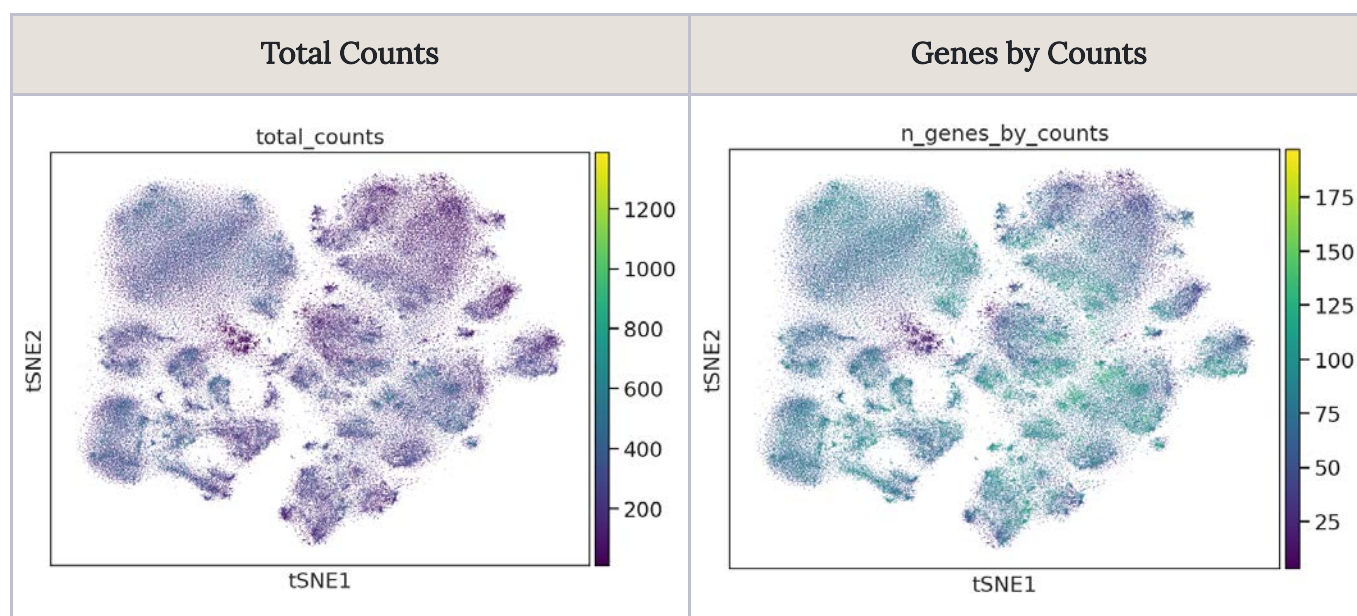 Total Counts
Genes by Counts
total_counts
n_genes_by_counts
1200
1000
800
600
400
200
175
150
125
100
75
50
25
tSNE2
tSNE1
tSNE2
tSNE1